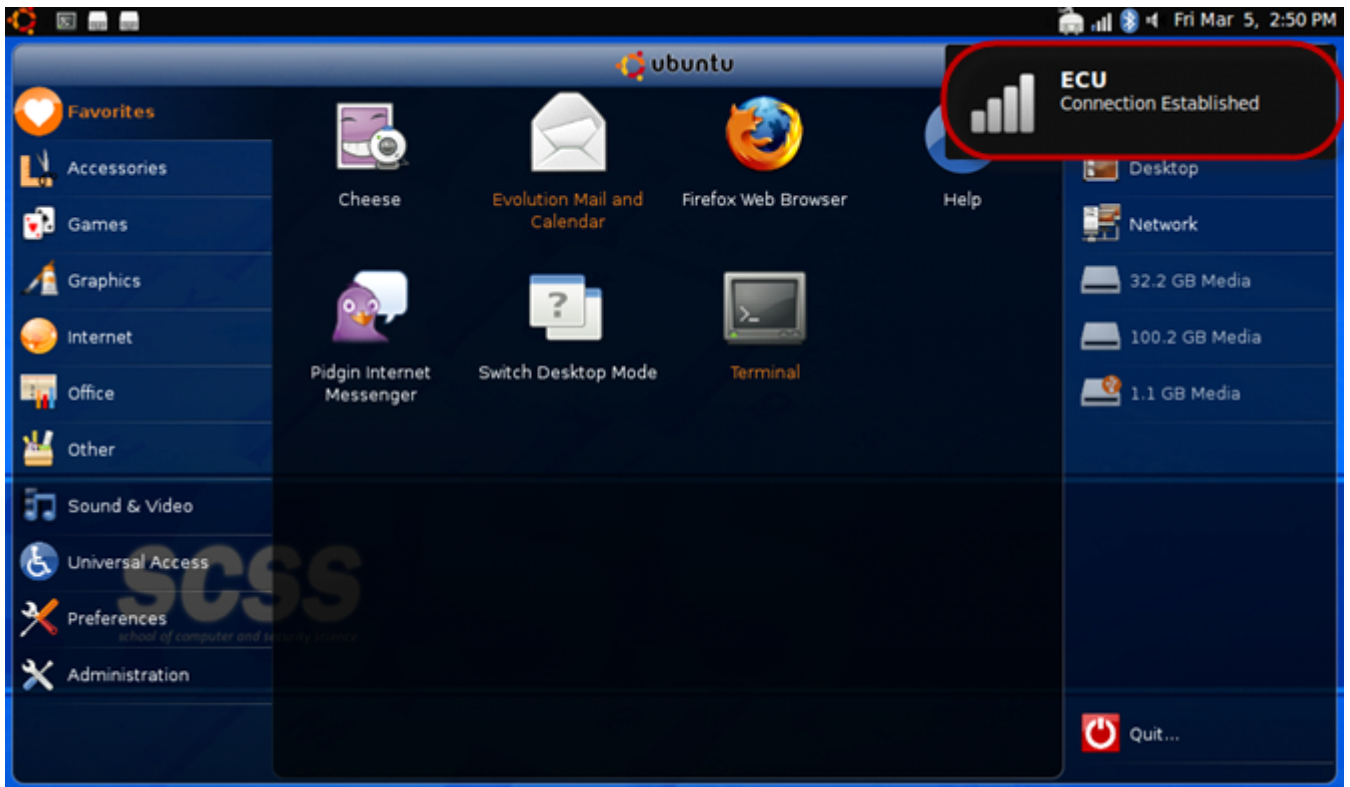 Fri Mar 5, 2:50 PM
ubuntu
ECU
Connection Established
Favorites
Accessories
Games
Graphics
Internet
Office
Other
Sound & Video
Universal Access
Preferences
Administration
Cheese
Evolution Mail and
Calendar
Firefox Web Browser
Help
Pidgin Internet
Messenger
?
Switch Desktop Mode
>_
Terminal
Desktop
Network
32.2 GB Media
100.2 GB Media
1.1 GB Media
Quit...
SCSS
school of computer and security science